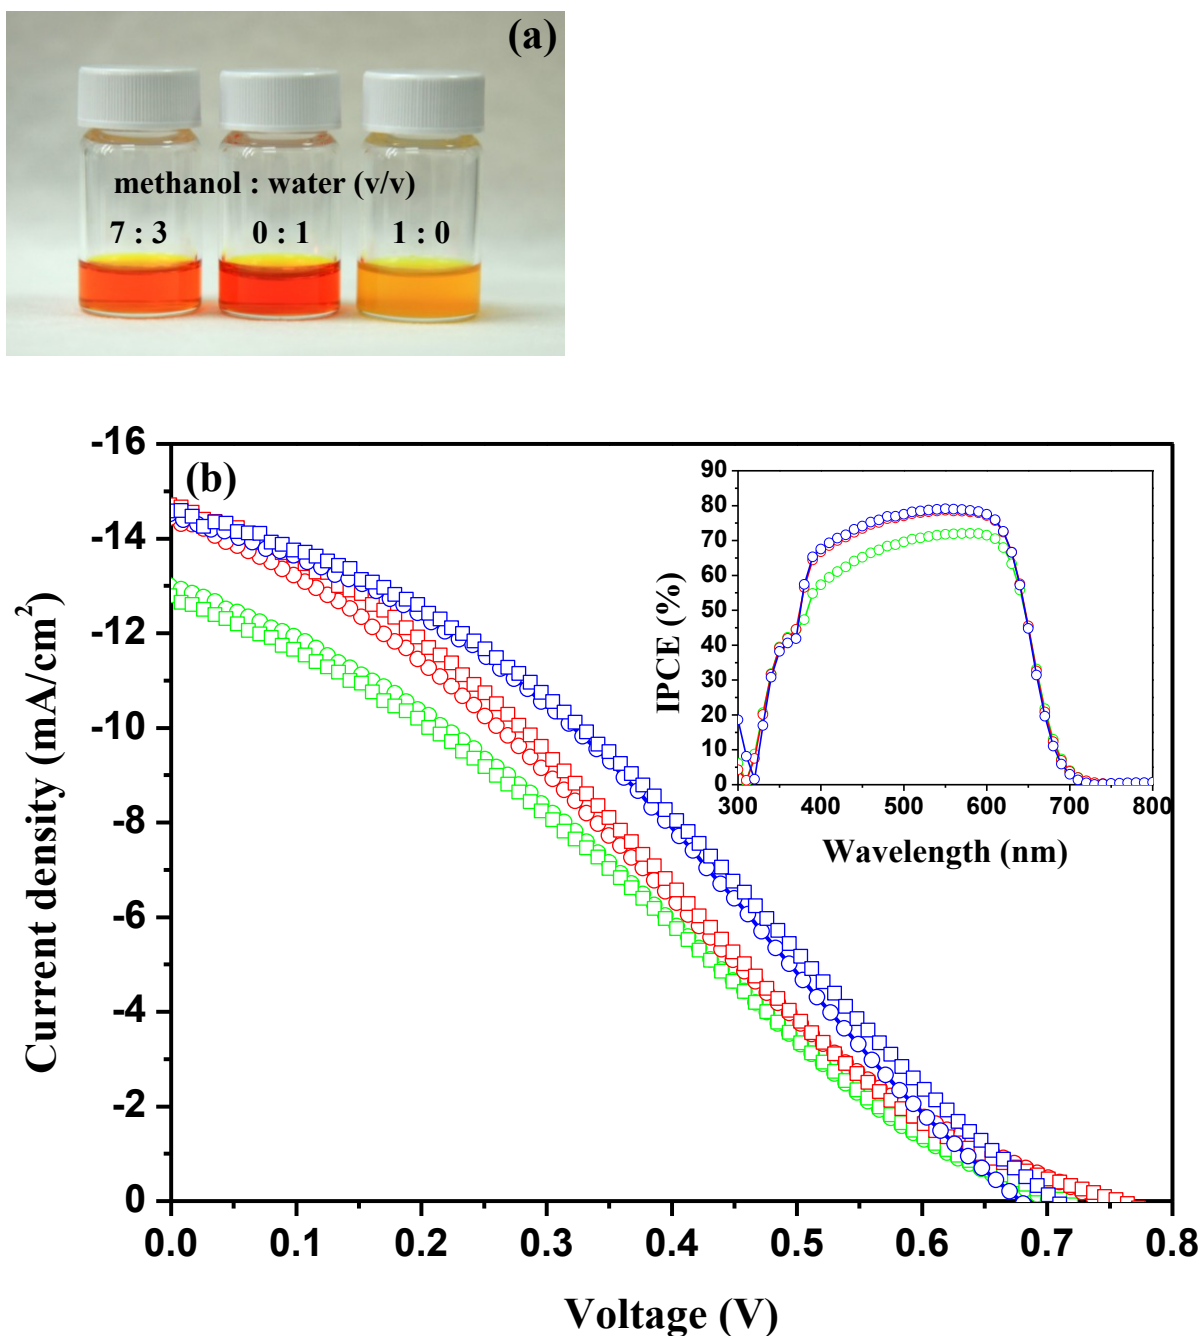 (a)
methanol : water (v/v)
7 : 3 0 : 1 1 : 0
(b)
-16
-14
-12
-10
-8
-6
-4
-2
0
0.0 0.1 0.2 0.3 0.4 0.5 0.6 0.7 0.8
Current density (mA/cm²)
Voltage (V)
90
80
70
60
50
40
30
20
10
0
300 400 500 600 700 800
IPCE (%)
Wavelength (nm)